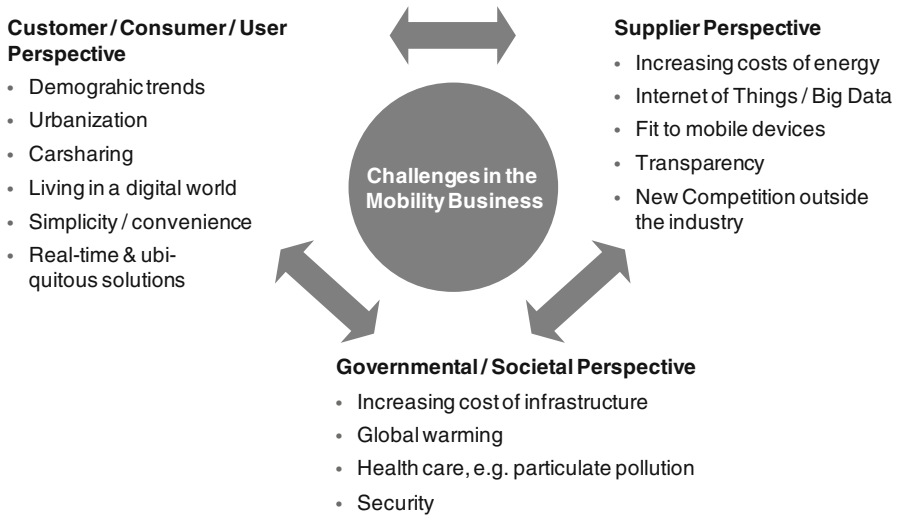 Customer / Consumer / User
Perspective
• Demograhic trends
• Urbanization
• Carsharing
• Living in a digital world
• Simplicity / convenience
• Real-time & ubi-
quitous solutions
Challenges in the
Mobility Business
Supplier Perspective
• Increasing costs of energy
• Internet of Things / Big Data
• Fit to mobile devices
• Transparency
• New Competition outside
the industry
Governmental / Societal Perspective
• Increasing cost of infrastructure
• Global warming
• Health care, e.g. particulate pollution
• Security